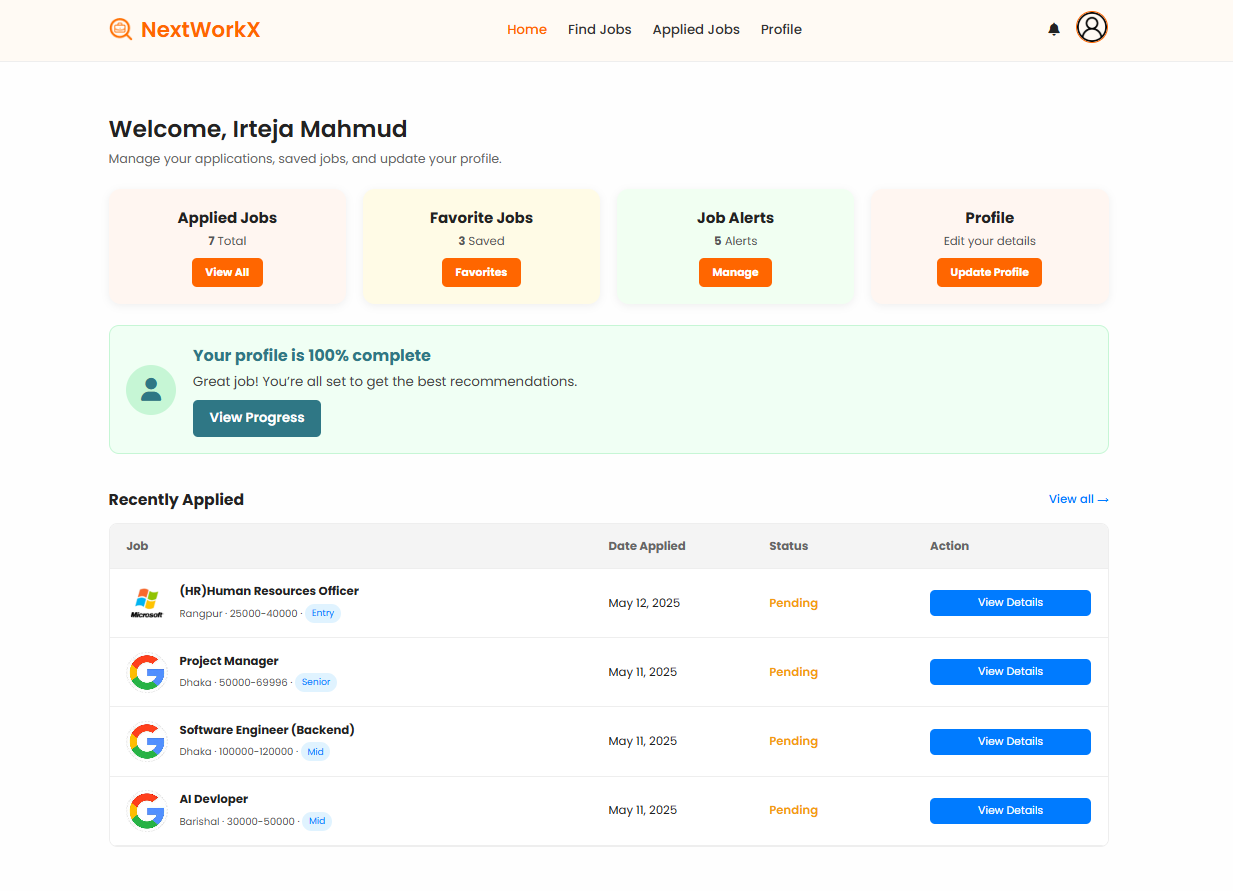 NextWorkX Home Find Jobs Applied Jobs Profile
Welcome, Irteja Mahmud
Manage your applications, saved jobs, and update your profile.
Applied Jobs
7 Total
View All
Favorite Jobs
3 Saved
Favorites
Job Alerts
5 Alerts
Manage
Profile
Edit your details
Update Profile
Your profile is 100% complete
Great job! You’re all set to get the best recommendations.
View Progress
Recently Applied View all →
Job Date Applied Status Action
Microsoft
(HR)Human Resources Officer
Rangpur · 25000-40000 · Entry
May 12, 2025 Pending View Details
Project Manager
Dhaka · 50000-69996 · Senior
May 11, 2025 Pending View Details
Software Engineer (Backend)
Dhaka · 100000-120000 · Mid
May 11, 2025 Pending View Details
AI Devloper
Barishal · 30000-50000 · Mid
May 11, 2025 Pending View Details